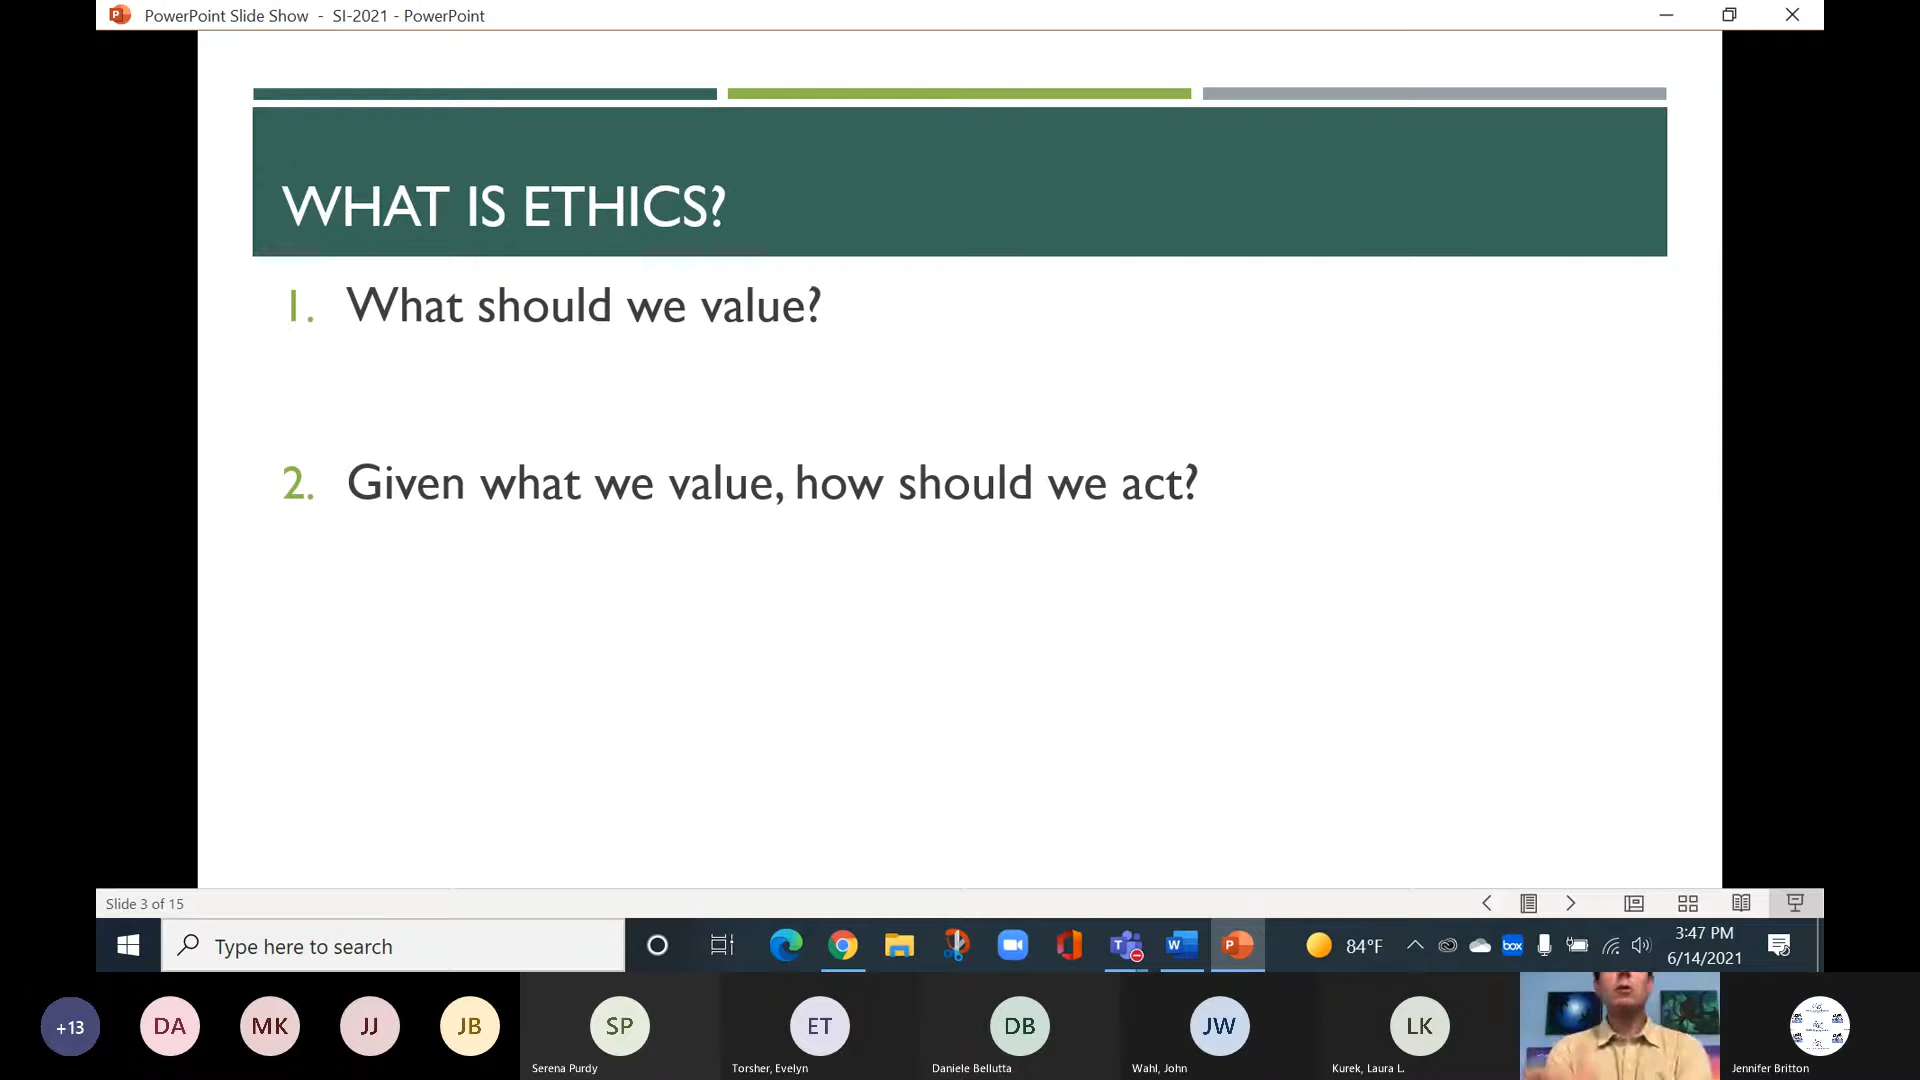 PowerPoint Slide Show - SI-2021 - PowerPoint
WHAT IS ETHICS?
1. What should we value?
2. Given what we value, how should we act?
Slide 3 of 15
Type here to search
box
84°F
3:47 PM
6/14/2021
+13
DA
MK
JJ
JB
SP
ET
DB
JW
LK
Serena Purdy
Torsher, Evelyn
Daniele Bellutta
Wahl, John
Kurek, Laura L.
Jennifer Britton